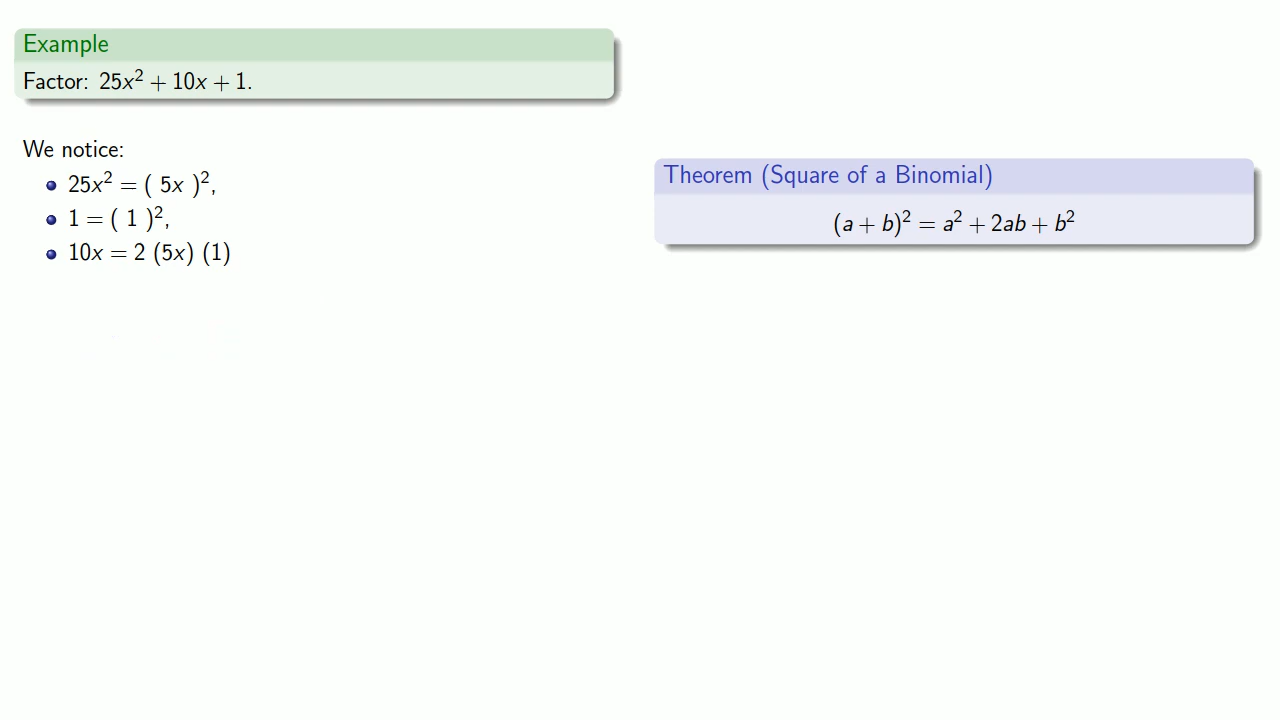 Example
Factor: 25x² + 10x + 1.
We notice:
• 25x² = ( 5x )²,
• 1 = ( 1 )²,
• 10x = 2 (5x) (1)
Theorem (Square of a Binomial)
(a + b)² = a² + 2ab + b²